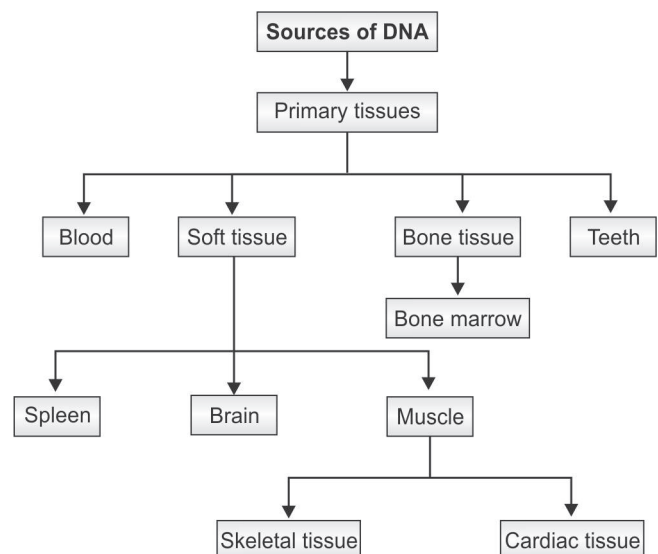 Sources of DNA
Primary tissues
Blood
Soft tissue
Bone tissue
Teeth
Bone marrow
Spleen
Brain
Muscle
Skeletal tissue
Cardiac tissue